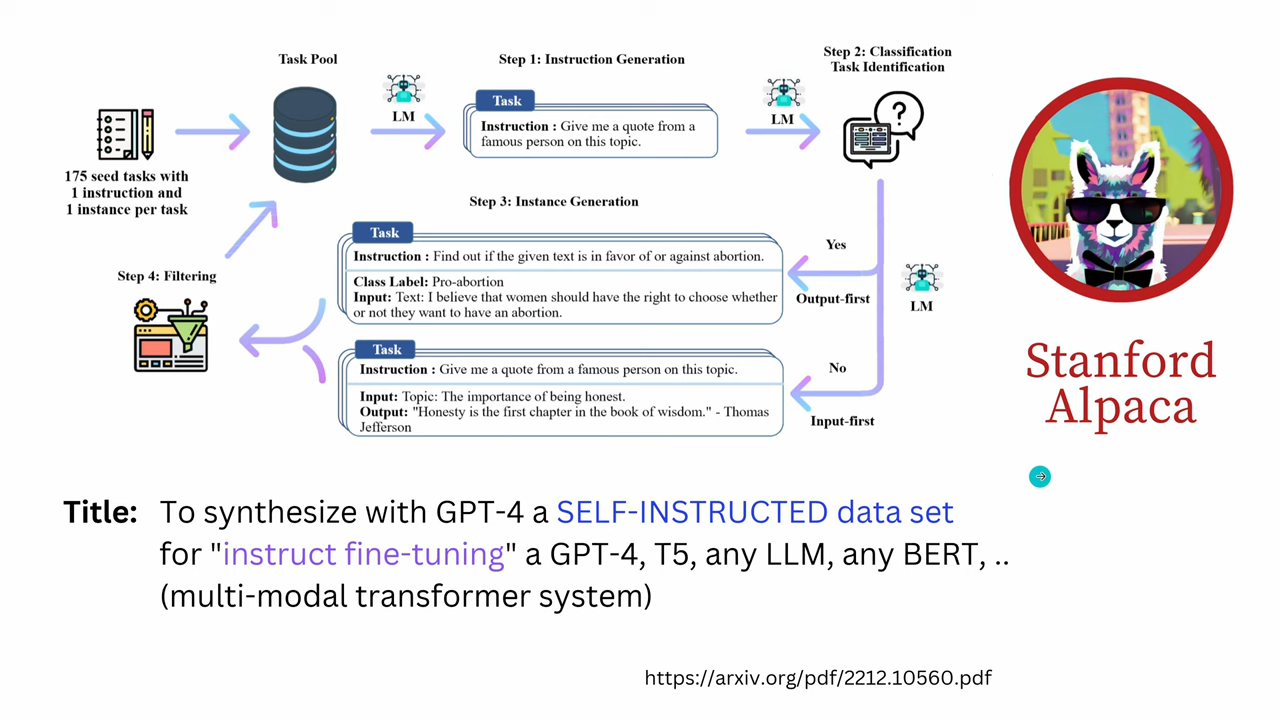 Task Pool
Step 1: Instruction Generation
Step 2: Classification
Task Identification
LM
LM
Task
Instruction : Give me a quote from a
famous person on this topic.
175 seed tasks with
1 instruction and
1 instance per task
Step 3: Instance Generation
Task
Instruction : Find out if the given text is in favor of or against abortion.
Class Label: Pro-abortion
Input: Text: I believe that women should have the right to choose whether
or not they want to have an abortion.
Yes
Output-first
LM
Step 4: Filtering
Task
Instruction : Give me a quote from a famous person on this topic.
Input: Topic: The importance of being honest.
Output: "Honesty is the first chapter in the book of wisdom." - Thomas
Jefferson
No
Input-first
Stanford
Alpaca
Title: To synthesize with GPT-4 a SELF-INSTRUCTED data set
for "instruct fine-tuning" a GPT-4, T5, any LLM, any BERT, ..
(multi-modal transformer system)
https://arxiv.org/pdf/2212.10560.pdf